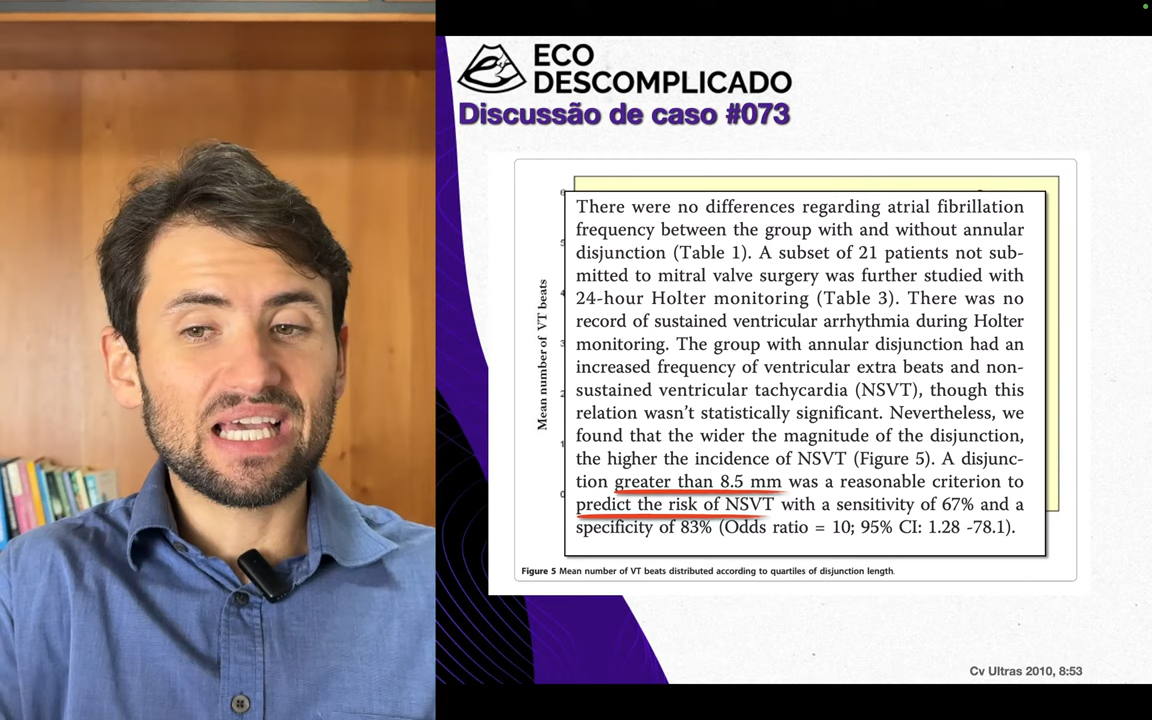 ECO
DESCOMPLICADO
Discussão de caso #073
There were no differences regarding atrial fibrillation
frequency between the group with and without annular
disjunction (Table 1). A subset of 21 patients not sub-
mitted to mitral valve surgery was further studied with
24-hour Holter monitoring (Table 3). There was no
record of sustained ventricular arrhythmia during Holter
monitoring. The group with annular disjunction had an
increased frequency of ventricular extra beats and non-
sustained ventricular tachycardia (NSVT), though this
relation wasn't statistically significant. Nevertheless, we
found that the wider the magnitude of the disjunction,
the higher the incidence of NSVT (Figure 5). A disjunc-
tion greater than 8.5 mm was a reasonable criterion to
predict the risk of NSVT with a sensitivity of 67% and a
specificity of 83% (Odds ratio = 10; 95% CI: 1.28 -78.1).
Mean number of VT beats
Figure 5 Mean number of VT beats distributed according to quartiles of disjunction length.
Cv Ultras 2010, 8:53